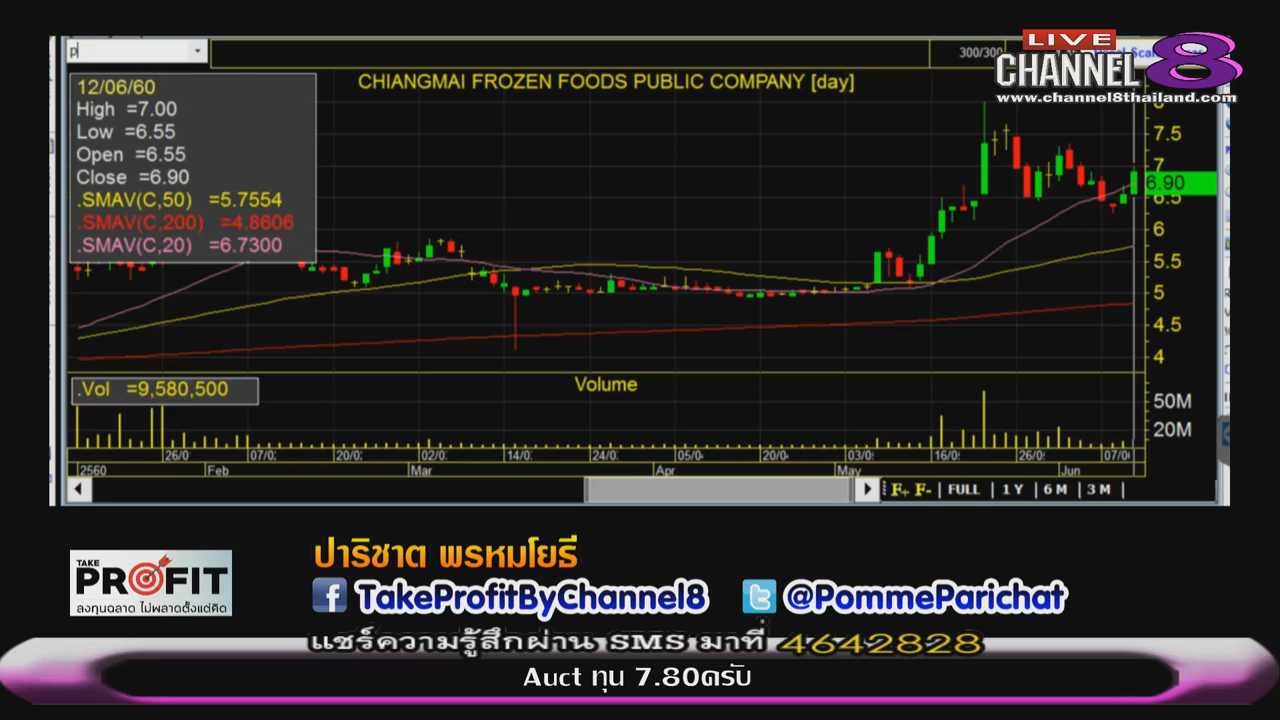 p
300/300
LIVE
CHANNEL 8
www.channel8thailand.com
CHIANGMAI FROZEN FOODS PUBLIC COMPANY [day]
12/06/60
High =7.00
Low =6.55
Open =6.55
Close =6.90
.SMAV(C,50) =5.7554
.SMAV(C,200) =4.8606
.SMAV(C,20) =6.7300
8
7.5
7
6.90
6.5
6
5.5
5
4.5
4
.Vol =9,580,500
Volume
50M
20M
26/0 07/0 20/0 02/0 14/0 24/0 05/0 20/0 03/0 16/0 26/0 07/0
2560 Feb Mar Apr May Jun
F+ F- FULL 1 Y 6 M 3 M
TAKE
PROFIT
ลงทุนฉลาด ไม่พลาดตั้งแต่คิด
ปาริชาต พรหมโยธี
TakeProfitByChannel8 @PommeParichat
แชร์ความรู้สึกผ่าน SMS มาที่ 4642828
Auct ทุน 7.80ครับ